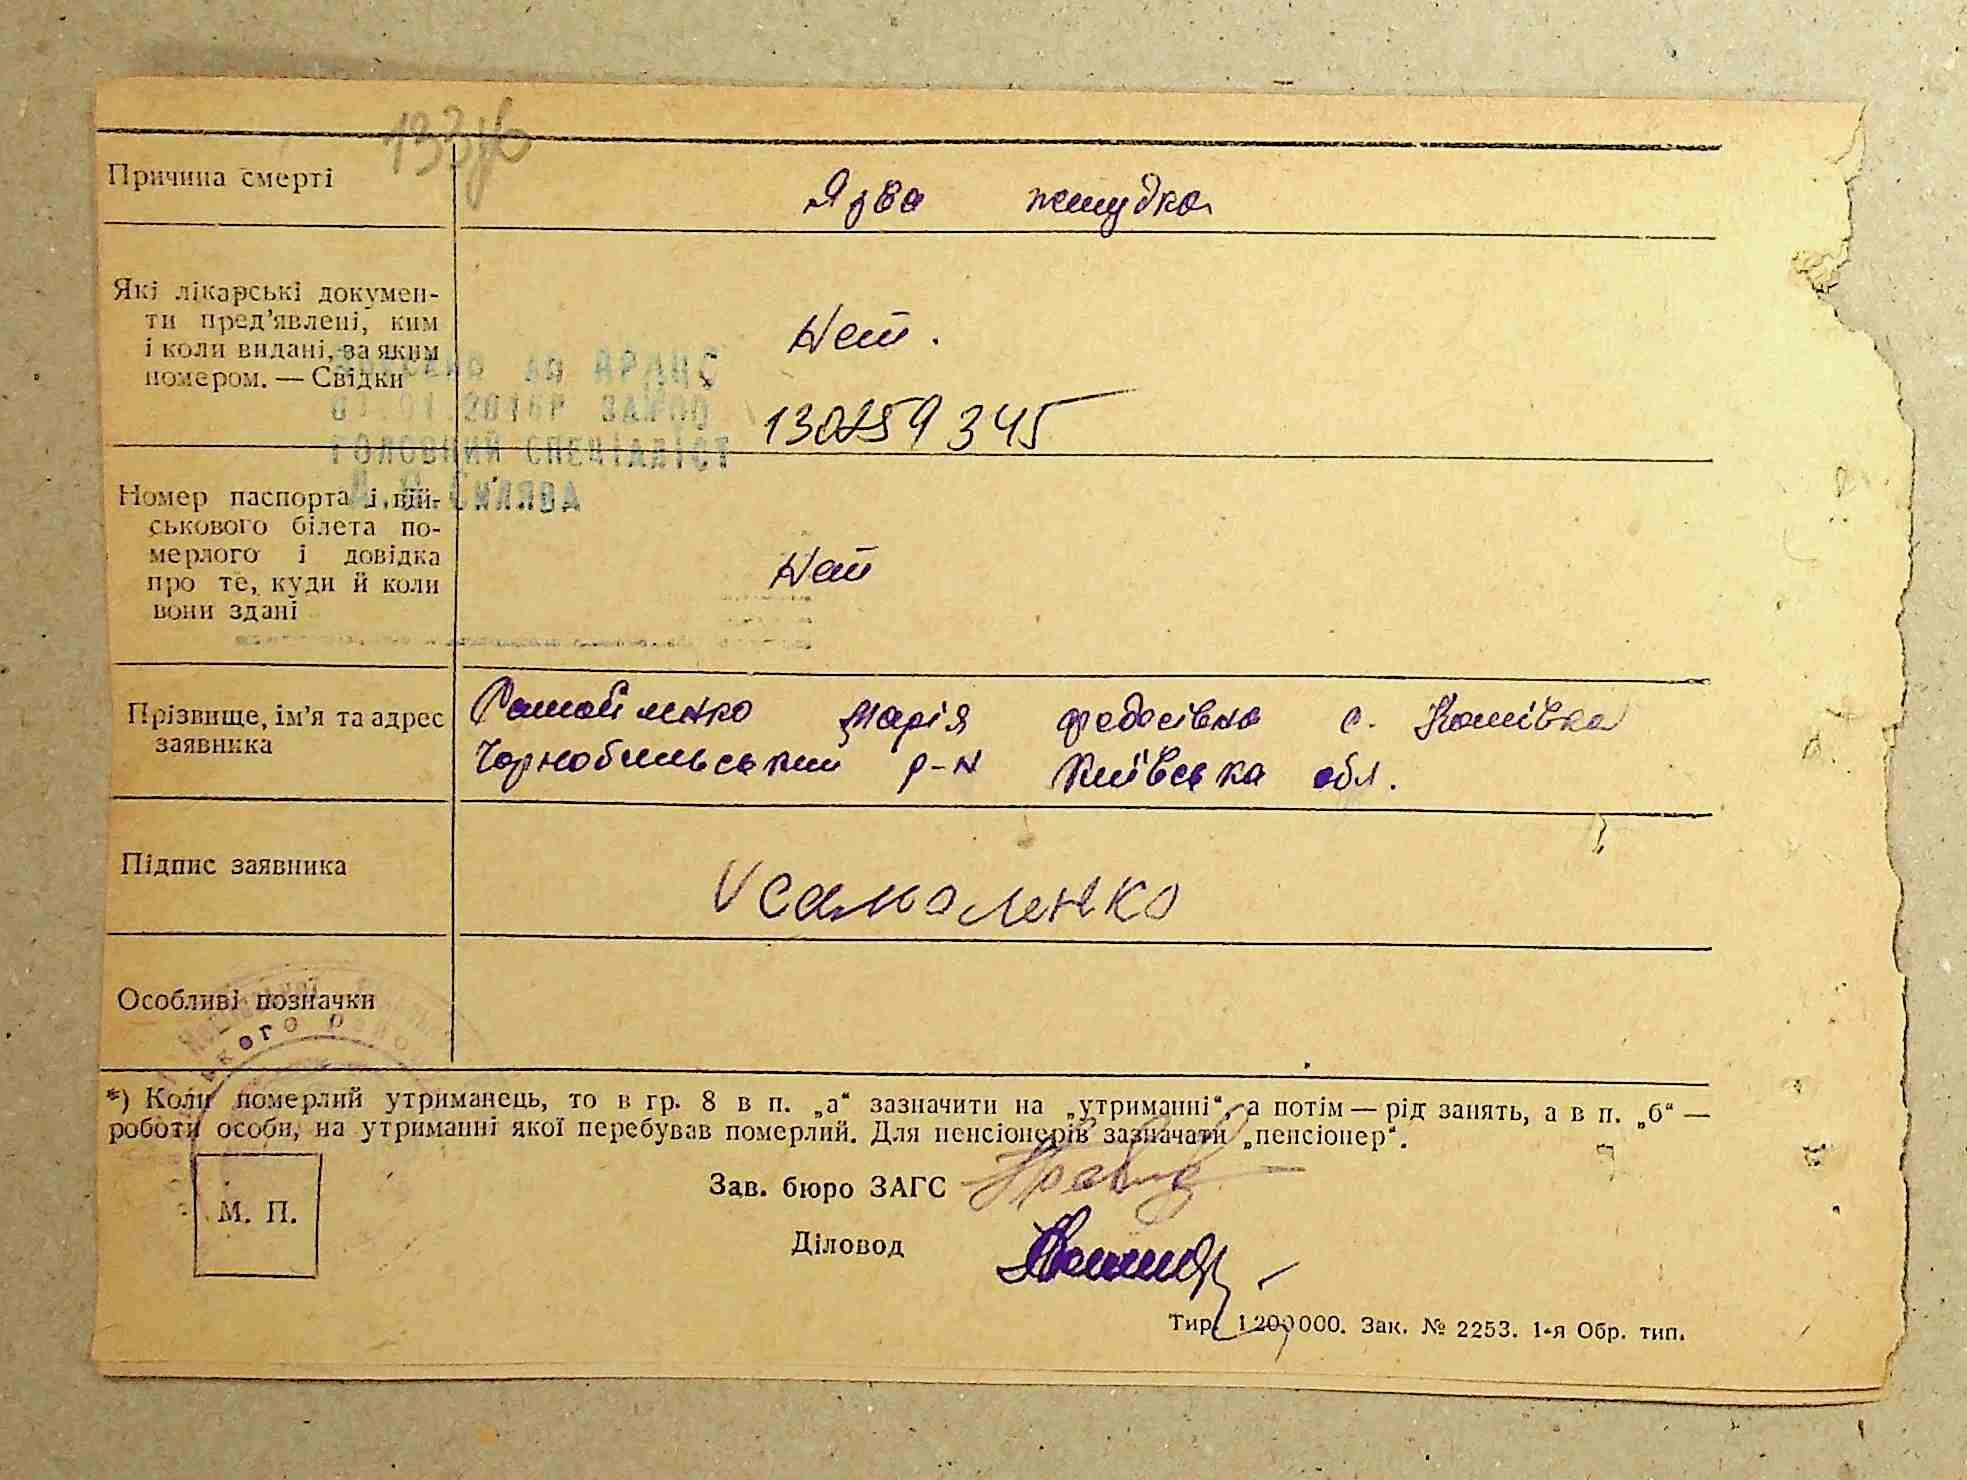 Причина смерті
Язва желудка
Які лікарські докумен-
ти пред'явлені, ким
і коли видані, за яким
номером. — Свідки
Нет.
130259345
ГОЛОВНИЙ СПЕЦІАЛІСТ
Номер паспорта і вій-
ськового білета по-
мерлого і довідка
про те, куди й коли
вони здані
Нет
Прізвище, ім'я та адрес
заявника
Марія Федосівна с.
Чорнобильський р-н Київська обл.
Підпис заявника
Самоленко
Особливі позначки
*) Коли померлий утриманець, то в гр. 8 в п. „а“ зазначити на „утриманні“, а потім — рід занять, а в п. „б“ —
роботи особи, на утриманні якої перебував померлий. Для пенсіонерів зазначати „пенсіонер“.
М. П.
Зав. бюро ЗАГС
Діловод
Тир. 1200000. Зак. № 2253. 1-я Обр. тип.